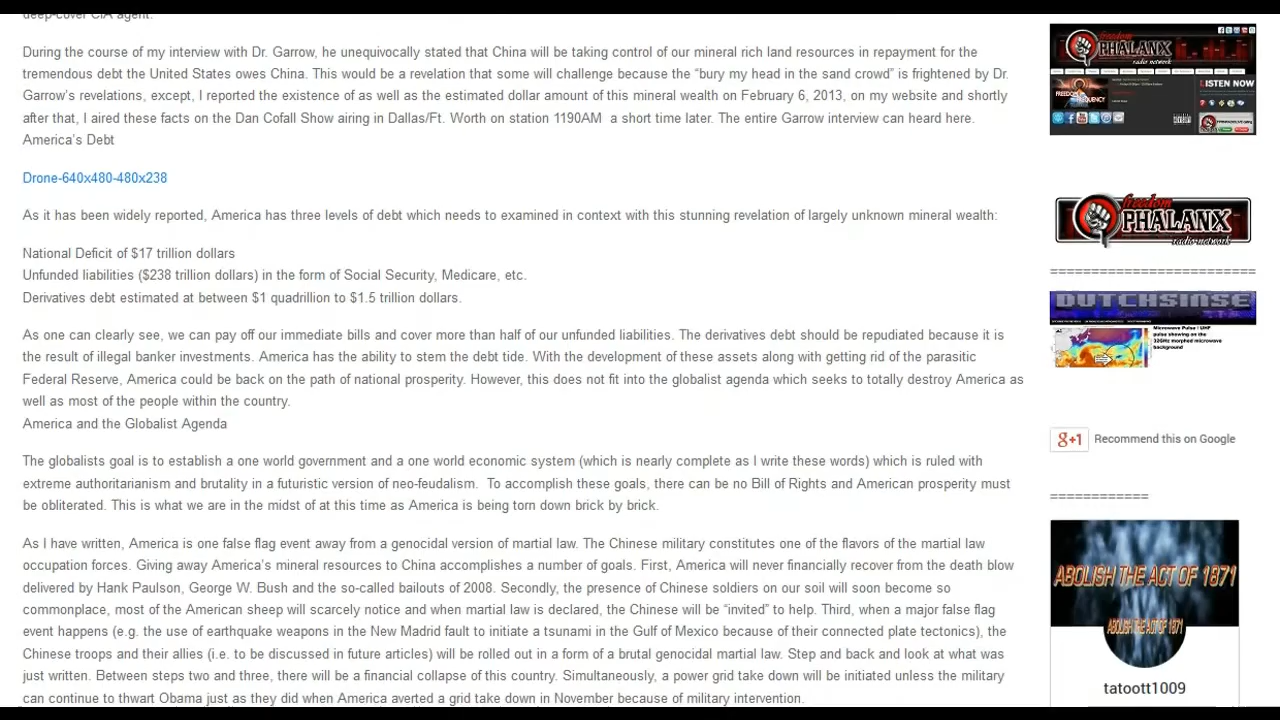 deep-cover CIA agent.
During the course of my interview with Dr. Garrow, he unequivocally stated that China will be taking control of our mineral rich land resources in repayment for the
tremendous debt the United States owes China. This would be a revelation that some will challenge because the "bury my head in the sand crowd" is frightened by Dr.
Garrow's revelations. However, I reported on the existence of this mineral wealth on February 16, 2013 on my website and shortly
after that, I aired these facts on the Dan Cofall Show airing in Dallas/Ft. Worth on station 1190AM a short time later. The entire Garrow interview can heard here.
America's Debt
Drone-640x480-480x238
As it has been widely reported, America has three levels of debt which needs to examined in context with this stunning revelation of largely unknown mineral wealth:
National Deficit of $17 trillion dollars
Unfunded liabilities ($238 trillion dollars) in the form of Social Security, Medicare, etc.
Derivatives debt estimated at between $1 quadrillion to $1.5 trillion dollars.
As one can clearly see, we can pay off our immediate budget deficit and more than half of our unfunded liabilities. The derivatives debt should be repudiated because it is
a result of illegal banker investments. America has the ability to stem the bleeding. With the development of these assets along with getting rid of the parasitic
Federal Reserve, America could be back on the path of national prosperity. However, this does not fit into the globalist agenda which seeks to totally destroy America as
well as most of the people within the country.
America and the Globalist Agenda
The globalists goal is to establish a one world government and a one world economic system (which is nearly complete as I write these words) which is ruled with
extreme authoritarianism and brutality in a futuristic version of neo-feudalism. To accomplish these goals, there can be no Bill of Rights and American prosperity must
be obliterated. This is what we are in the midst of at this time as America is being torn down brick by brick.
As I have written, America is one false flag event away from a genocidal version of martial law. The Chinese military constitutes one of the flavors of the martial law
occupation forces. Giving away America's mineral resources to China accomplishes a number of goals. First, America will never financially recover from the death blow
delivered by Hank Paulson, George W. Bush and the so called bailouts of 2008. Secondly, the presence of Chinese soldiers on our soil will soon become so
commonplace, most of the American sheep will scarcely notice and when martial law is declared, the Chinese will be "invited" to help. Third, when a major false flag
event happens (e.g. the use of earthquake weapons in the New Madrid to initiate a tsunami in the Gulf of Mexico because of their connected plate tectonics), the
Chinese troops and their allies (i.e. to be discussed in future articles) will be rolled out in a form of a brutal genocidal martial law. Step and back and look at what was
just written. Between steps two and three, there will be a financial collapse of this country. Simultaneously, a power grid take down will be initiated unless the military
can continue to thwart Obama just as they did when America averted a grid take down in November because of military intervention.
freedom
PHALANX
radio network
FREEDOM
FREQUENCY
LISTEN NOW
freedom
PHALANX
radio network
DUTCHSINSE
Microwave Pulse / UHF
pulse showing on the
32GHz morphed microwave
background
g+1 Recommend this on Google
ABOLISH THE ACT OF 1871
ABOLISH THE ACT OF 1871
tatoott1009